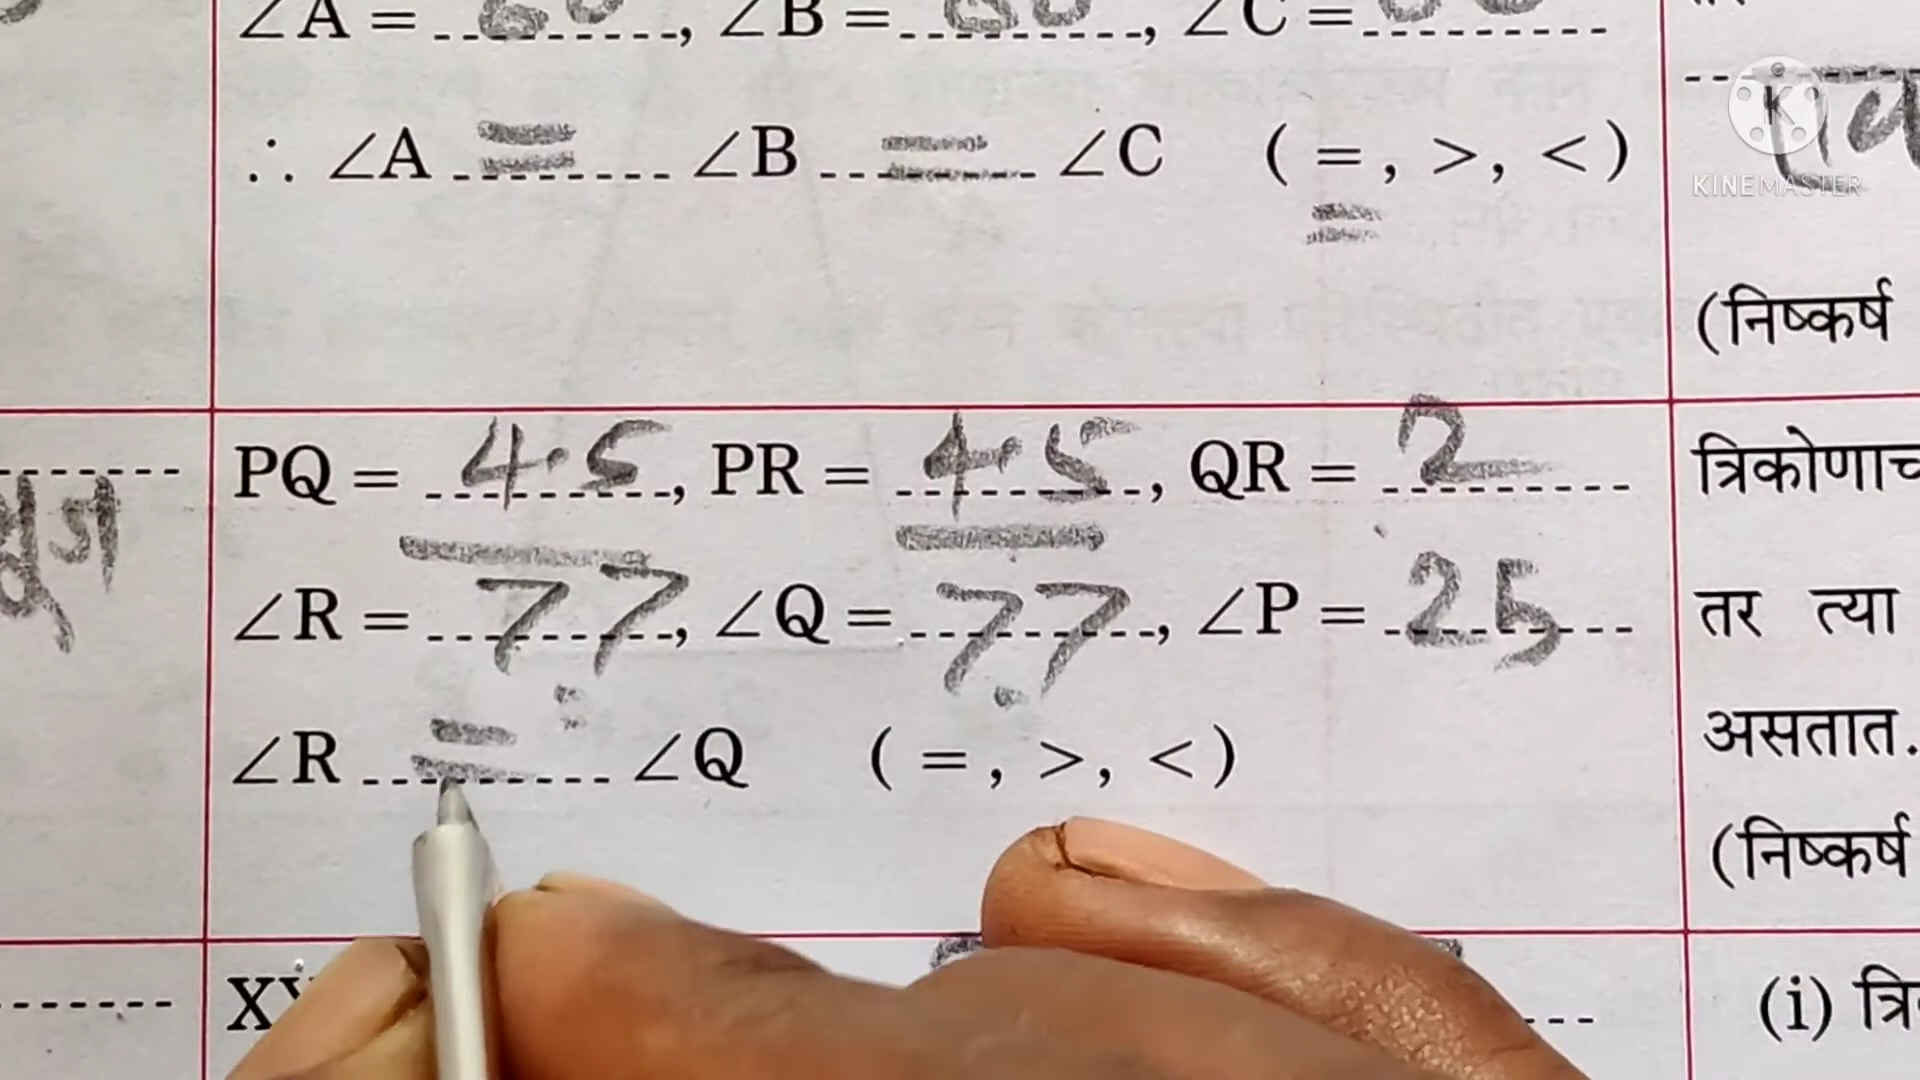 ∠A = 60, ∠B = 60, ∠C = 60
∴ ∠A = ∠B = ∠C ( =, >, < )
=
KINEMASTER
(निष्कर्ष
PQ = 4.5, PR = 4.5, QR = 2
त्रिकोणाच
∠R = 77, ∠Q = 77, ∠P = 25
तर त्या
∠R = ∠Q ( =, >, < )
असतात.
(निष्कर्ष
(i)